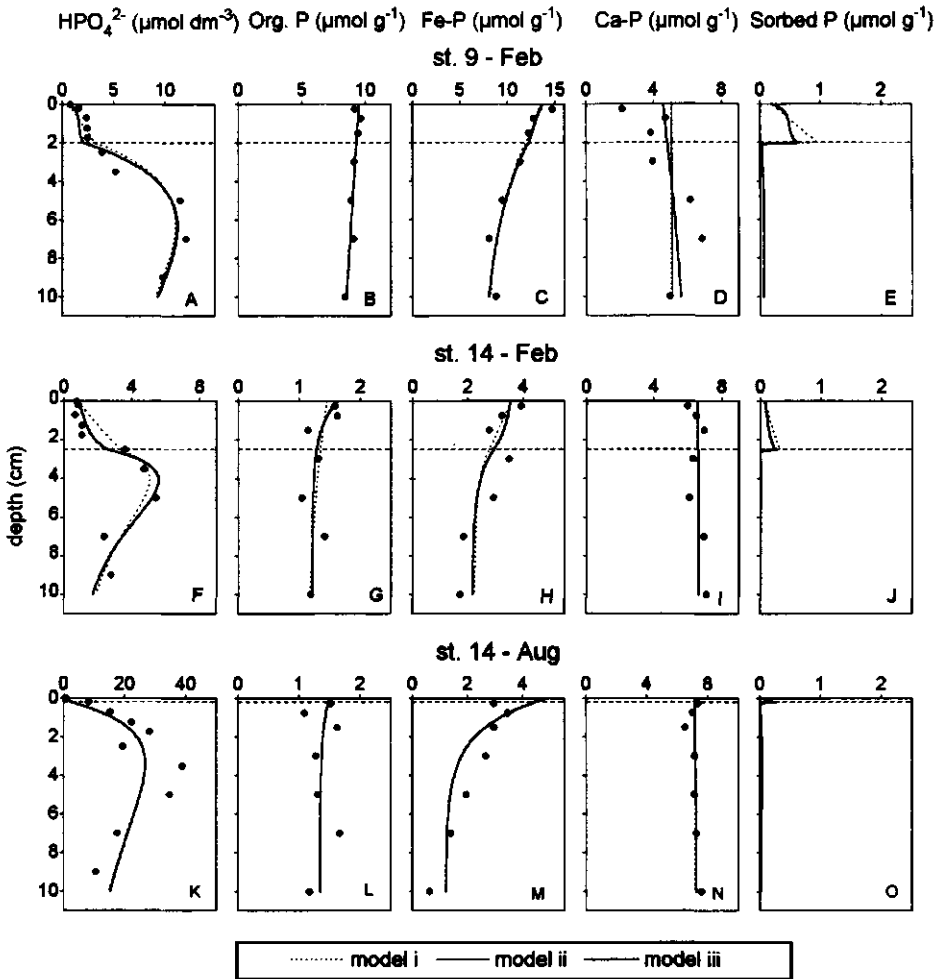 HPO₄²⁻ (μmol dm⁻³) Org. P (μmol g⁻¹) Fe-P (μmol g⁻¹) Ca-P (μmol g⁻¹) Sorbed P (μmol g⁻¹)
st. 9 - Feb
0 5 10 0 5 10 0 5 10 15 0 4 8 0 1 2
0
2
4
6
8
10
A B C D E
st. 14 - Feb
0 4 8 0 1 2 0 2 4 0 4 8 0 1 2
0
2
4
6
8
10
depth (cm)
F G H I J
st. 14 - Aug
0 20 40 0 1 2 0 2 4 0 4 8 0 1 2
0
2
4
6
8
10
K L M N O
model i model ii model iii